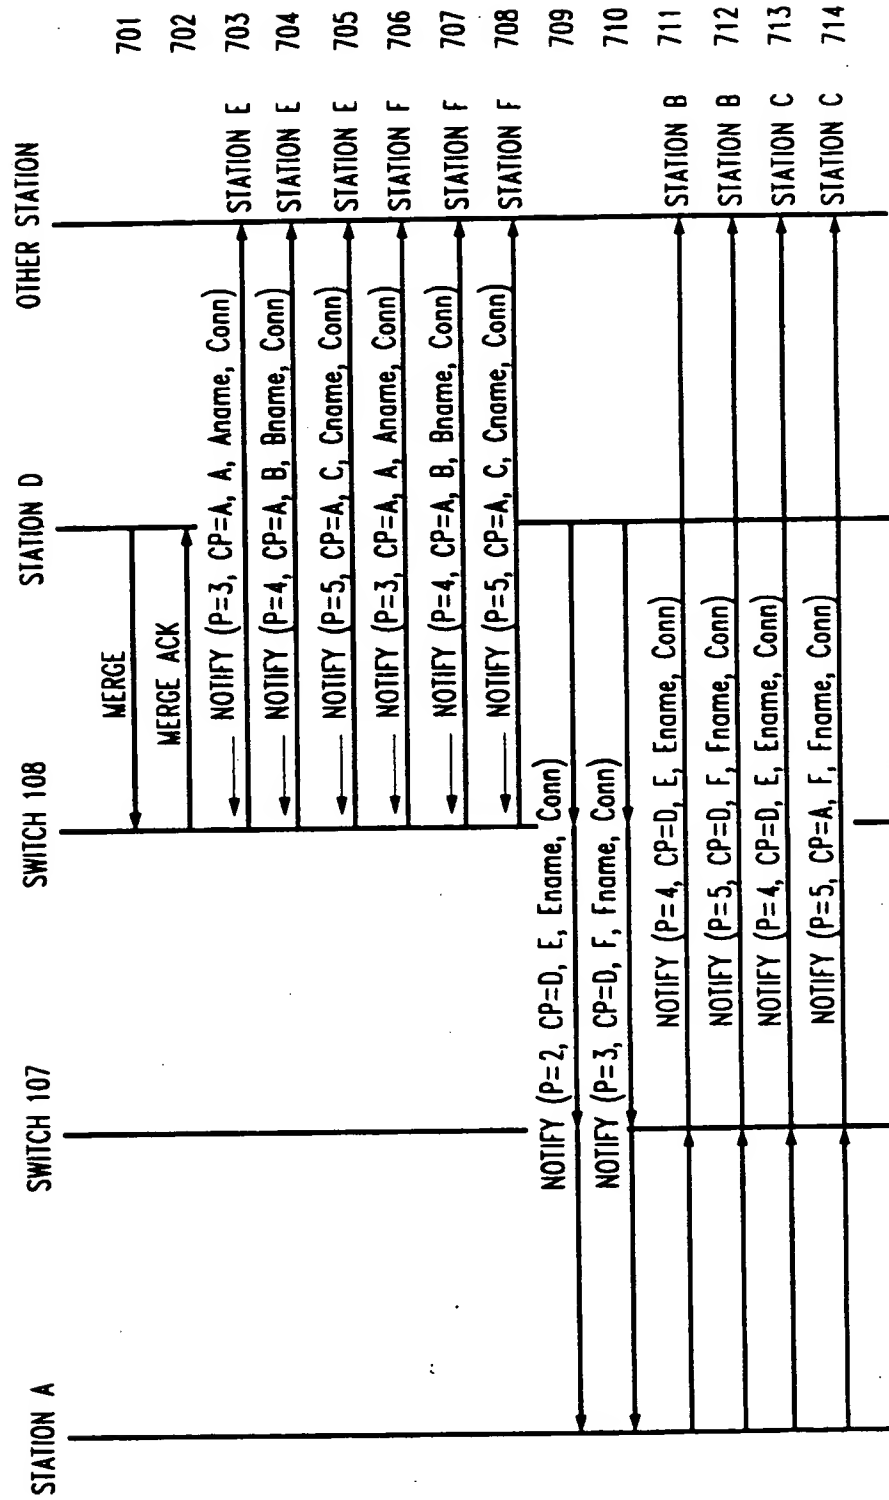 STATION A
SWITCH 107
SWITCH 108
STATION D
OTHER STATION
MERGE
701
MERGE ACK
702
NOTIFY (P=3, CP=A, A, Aname, Conn)
STATION E
703
NOTIFY (P=4, CP=A, B, Bname, Conn)
STATION E
704
NOTIFY (P=5, CP=A, C, Cname, Conn)
STATION E
705
NOTIFY (P=3, CP=A, A, Aname, Conn)
STATION F
706
NOTIFY (P=4, CP=A, B, Bname, Conn)
STATION F
707
NOTIFY (P=5, CP=A, C, Cname, Conn)
STATION F
708
NOTIFY (P=2, CP=D, E, Ename, Conn)
709
NOTIFY (P=3, CP=D, F, Fname, Conn)
710
NOTIFY (P=4, CP=D, E, Ename, Conn)
STATION B
711
NOTIFY (P=5, CP=D, F, Fname, Conn)
STATION B
712
NOTIFY (P=4, CP=D, E, Ename, Conn)
STATION C
713
NOTIFY (P=5, CP=A, F, Fname, Conn)
STATION C
714